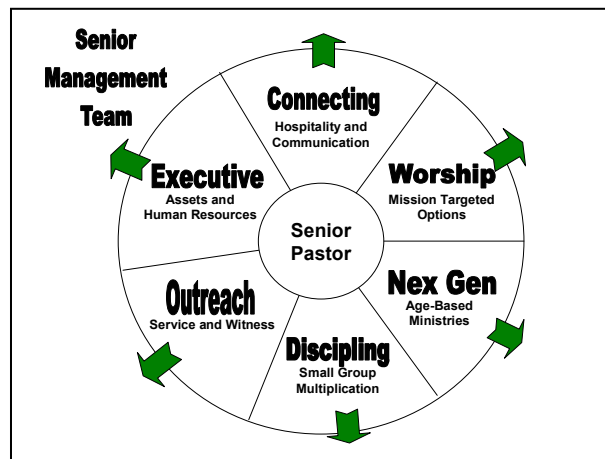 Senior
Management
Team
Connecting
Hospitality and
Communication
Worship
Mission Targeted
Options
Nex Gen
Age-Based
Ministries
Discipling
Small Group
Multiplication
Outreach
Service and Witness
Executive
Assets and
Human Resources
Senior
Pastor